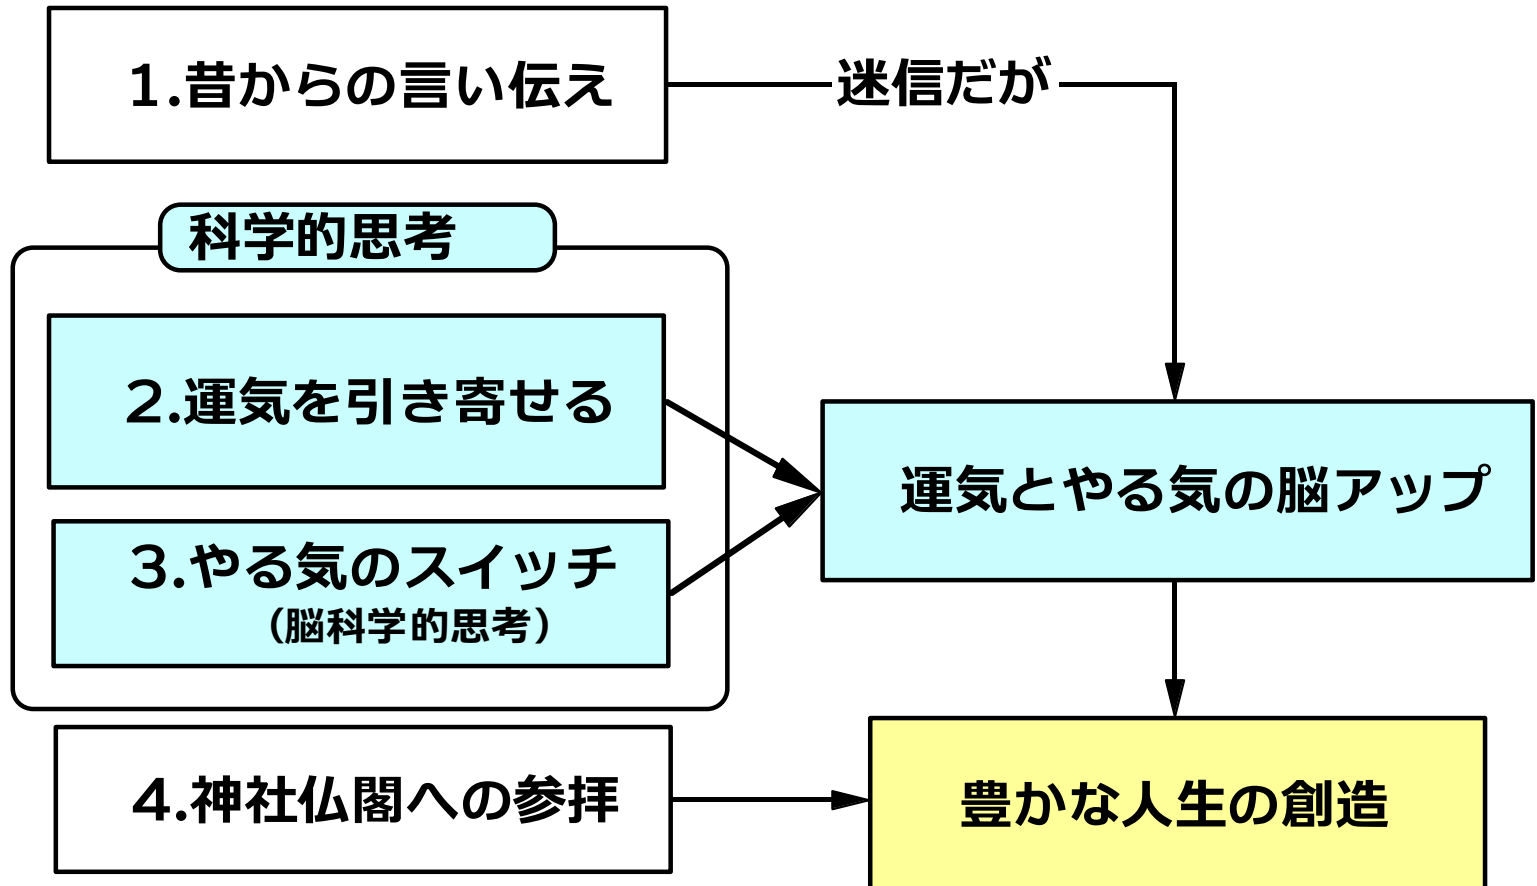 1.昔からの言い伝え
迷信だが
科学的思考
2.運気を引き寄せる
3.やる気のスイッチ
(脳科学的思考)
運気とやる気の脳アップ
4.神社仏閣への参拝
豊かな人生の創造